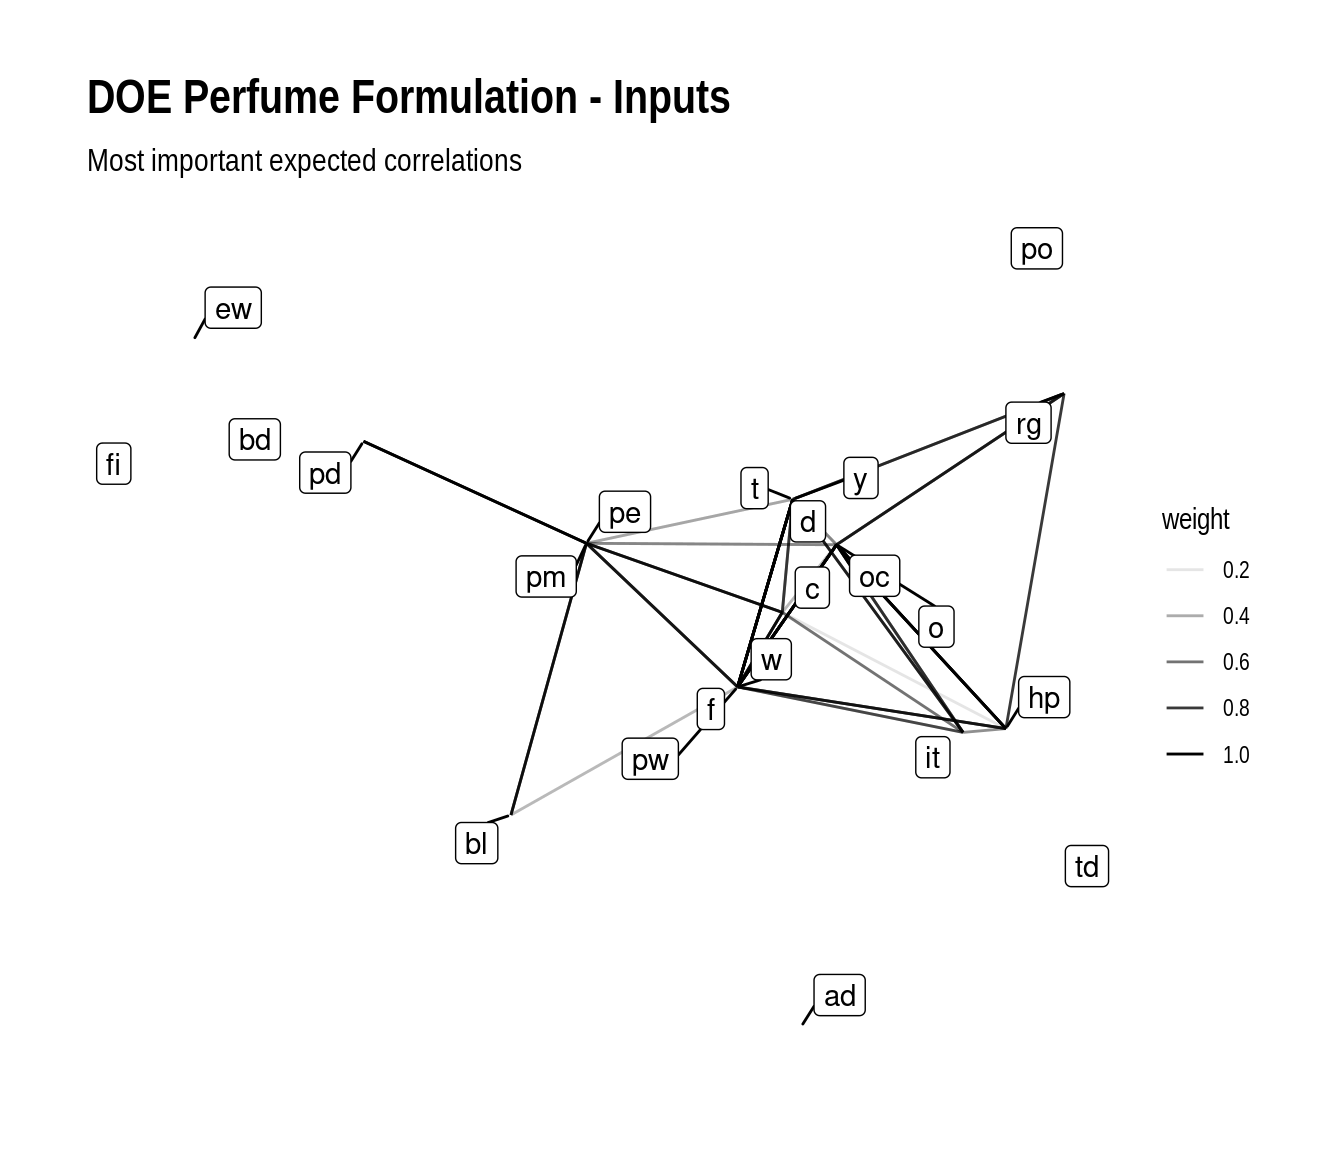 DOE Perfume Formulation - Inputs
Most important expected correlations
po
ew
rg
bd
fi
pd
t
y
pe
d
pm
oc
c
o
w
hp
f
pw
it
bl
td
ad
weight
0.2
0.4
0.6
0.8
1.0